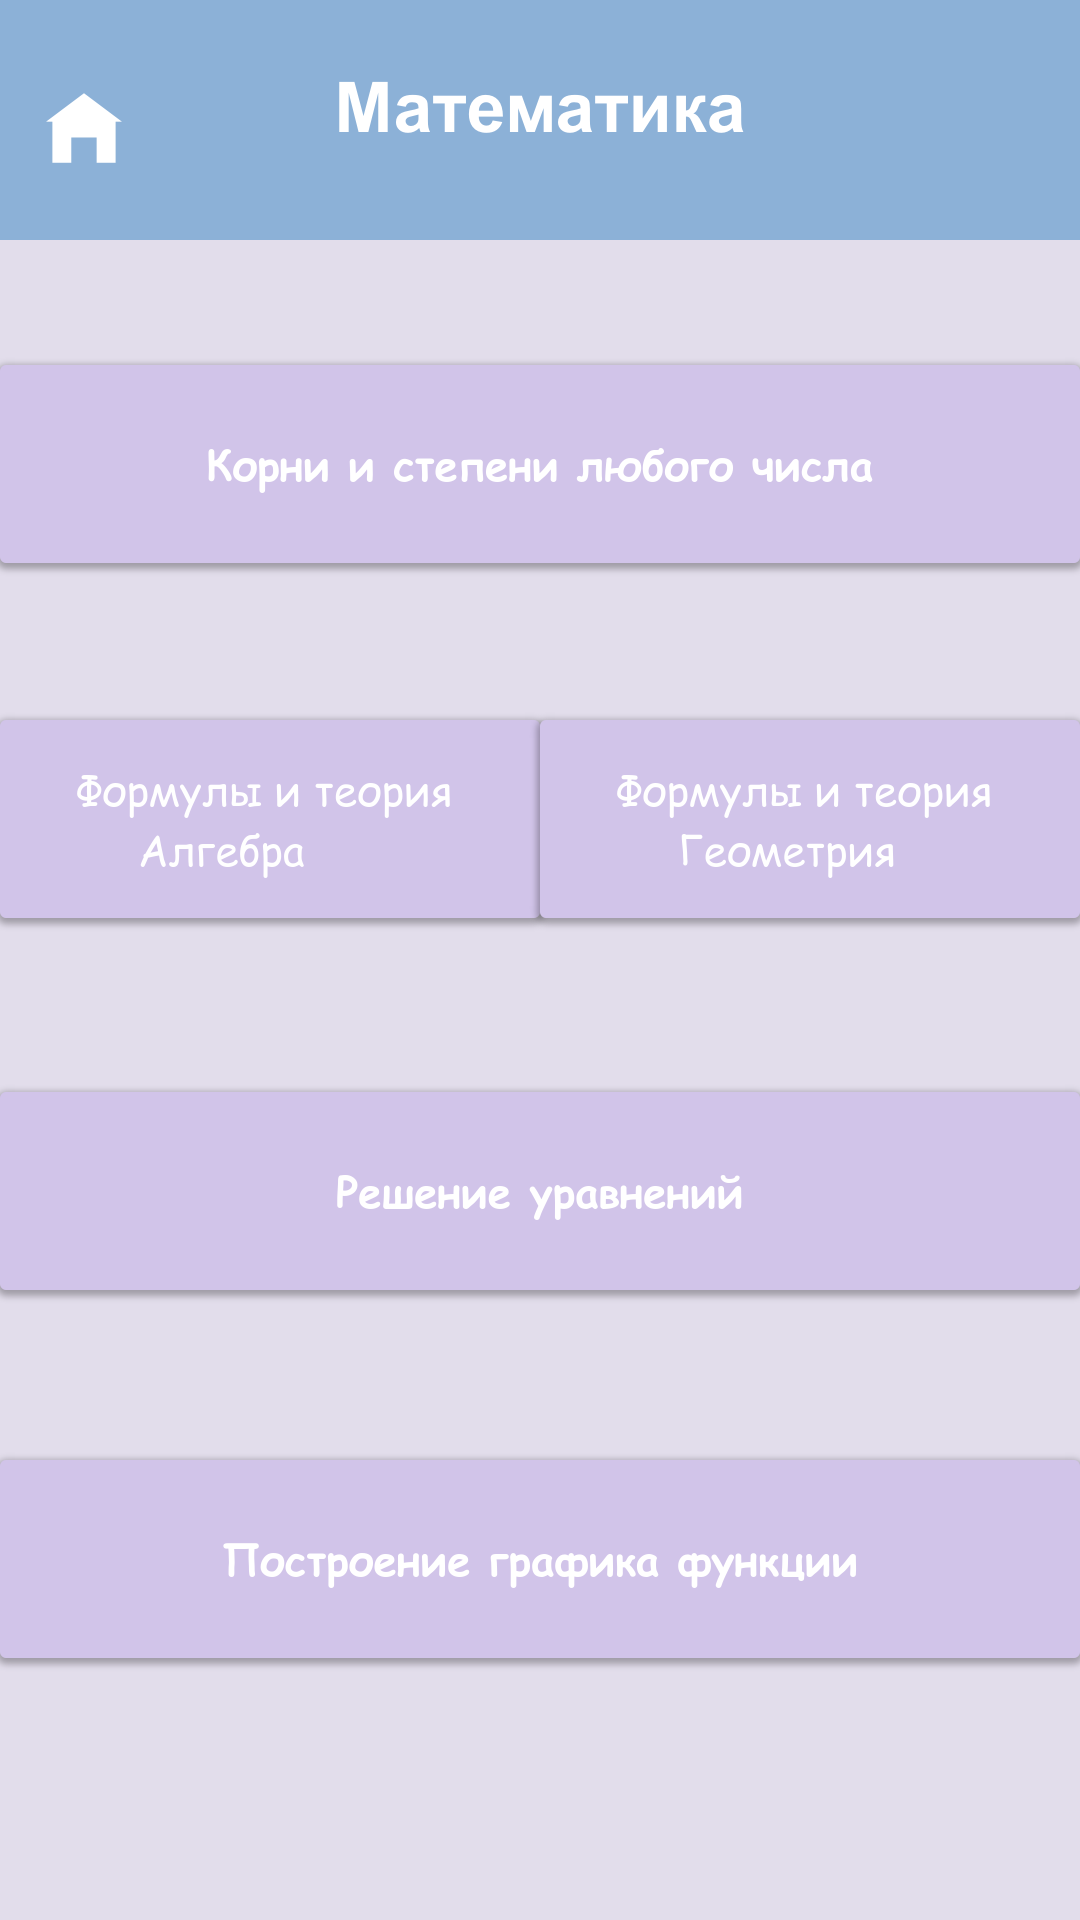 Математика
Корни и степени любого числа
Формулы и теория
Алгебра
Формулы и теория
Геометрия
Решение уравнений
Построение графика функции